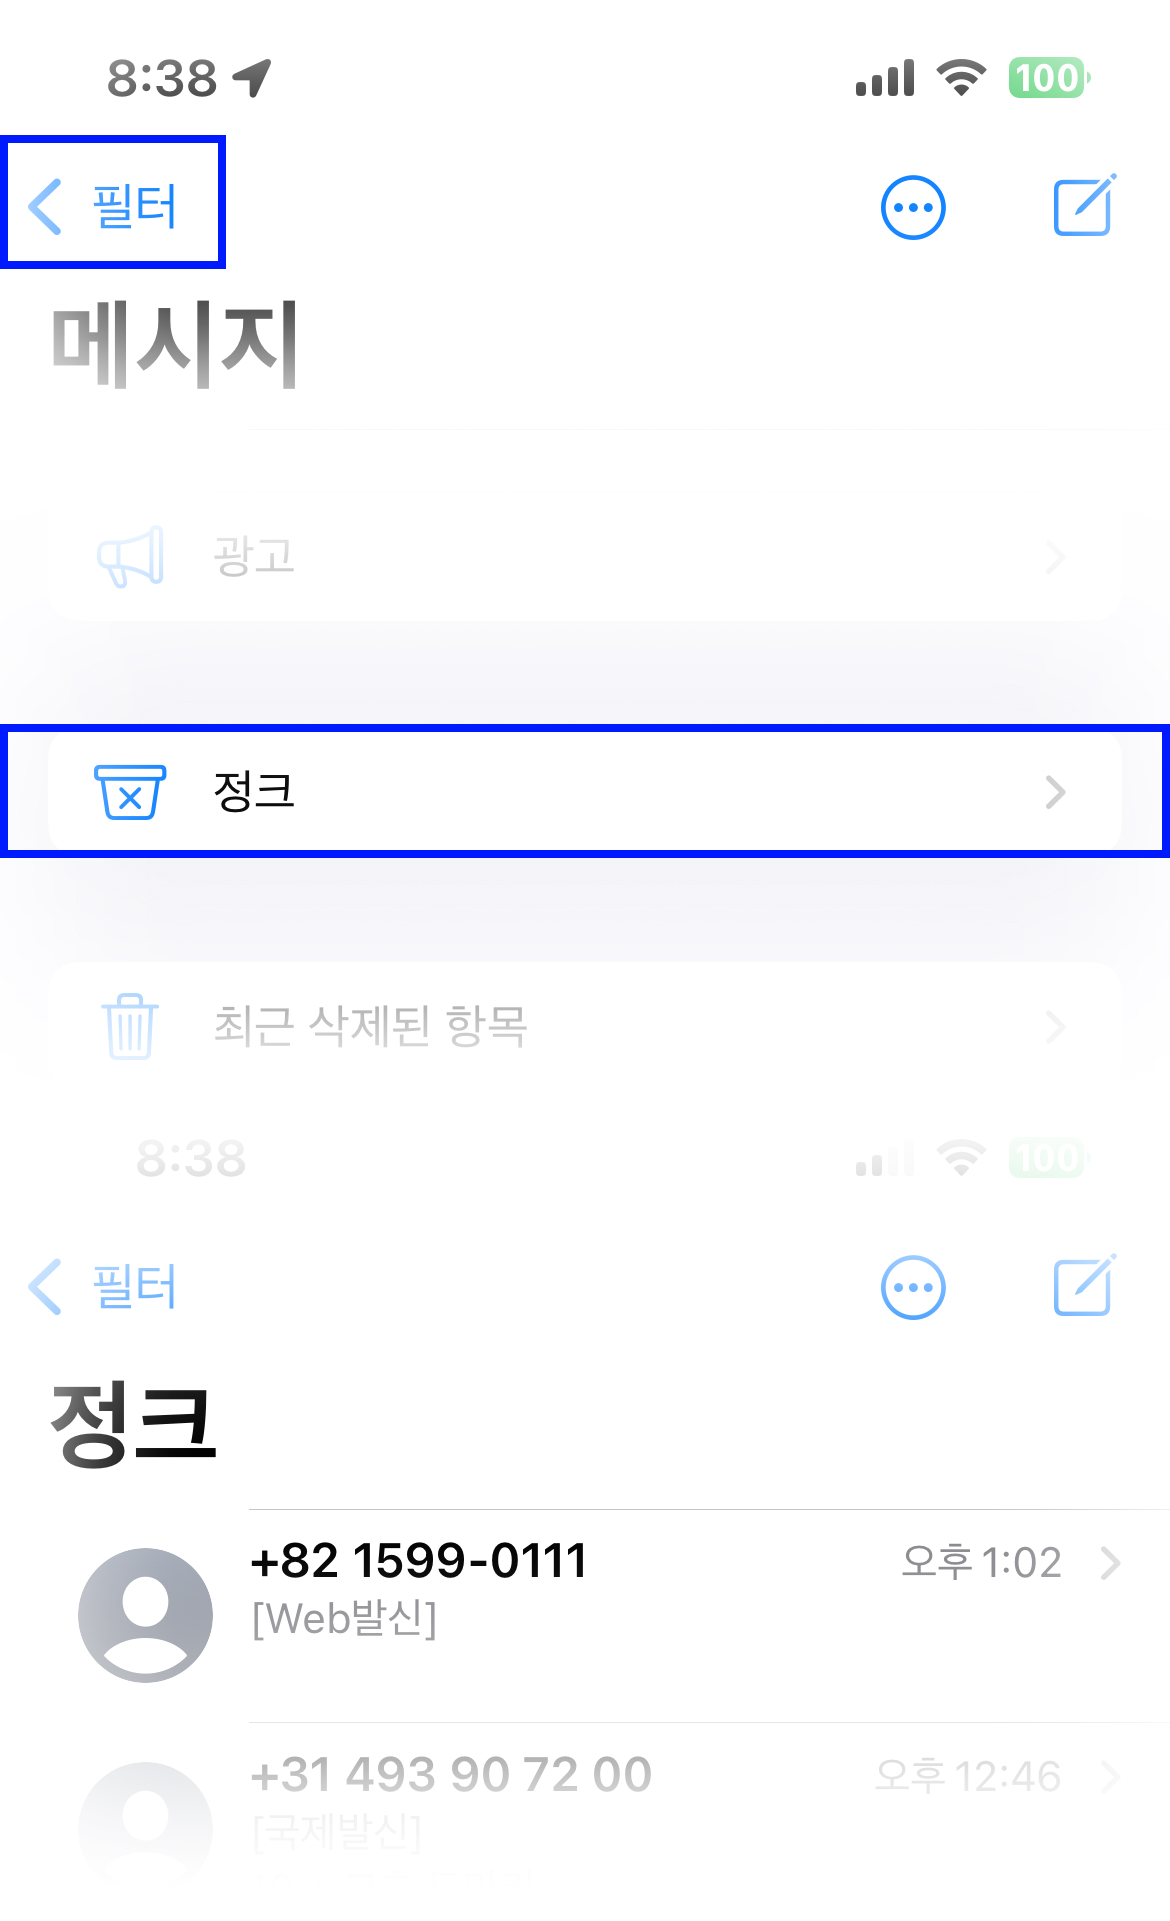 8:38
100
필터
메시지
광고
정크
최근 삭제된 항목
8:38
100
필터
정크
+82 1599-0111
오후 1:02
[Web발신]
+31 493 90 72 00
오후 12:46
[국제발신]